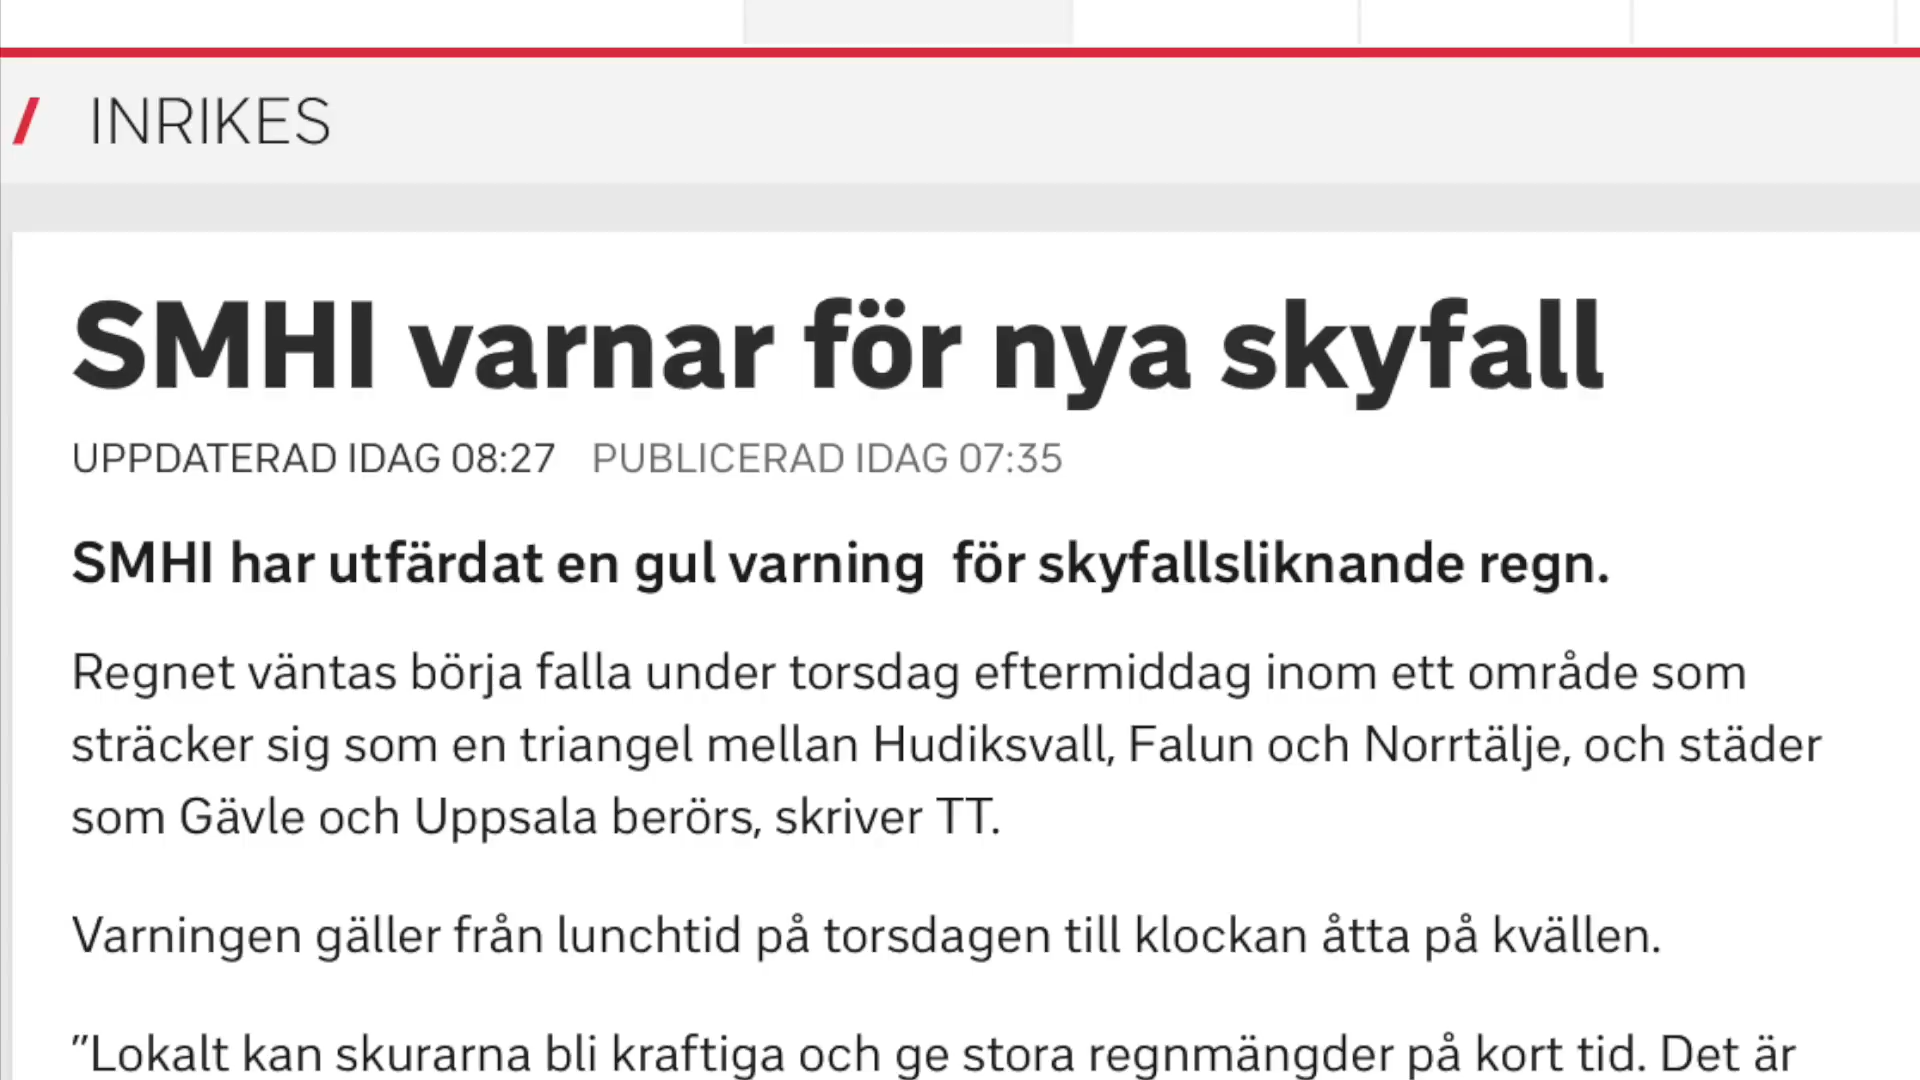 / INRIKES
SMHI varnar för nya skyfall
UPPDATERAD IDAG 08:27 PUBLICERAD IDAG 07:35
SMHI har utfärdat en gul varning  för skyfallsliknande regn.
Regnet väntas börja falla under torsdag eftermiddag inom ett område som
sträcker sig som en triangel mellan Hudiksvall, Falun och Norrtälje, och städer
som Gävle och Uppsala berörs, skriver TT.
Varningen gäller från lunchtid på torsdagen till klockan åtta på kvällen.
”Lokalt kan skurarna bli kraftiga och ge stora regnmängder på kort tid. Det är